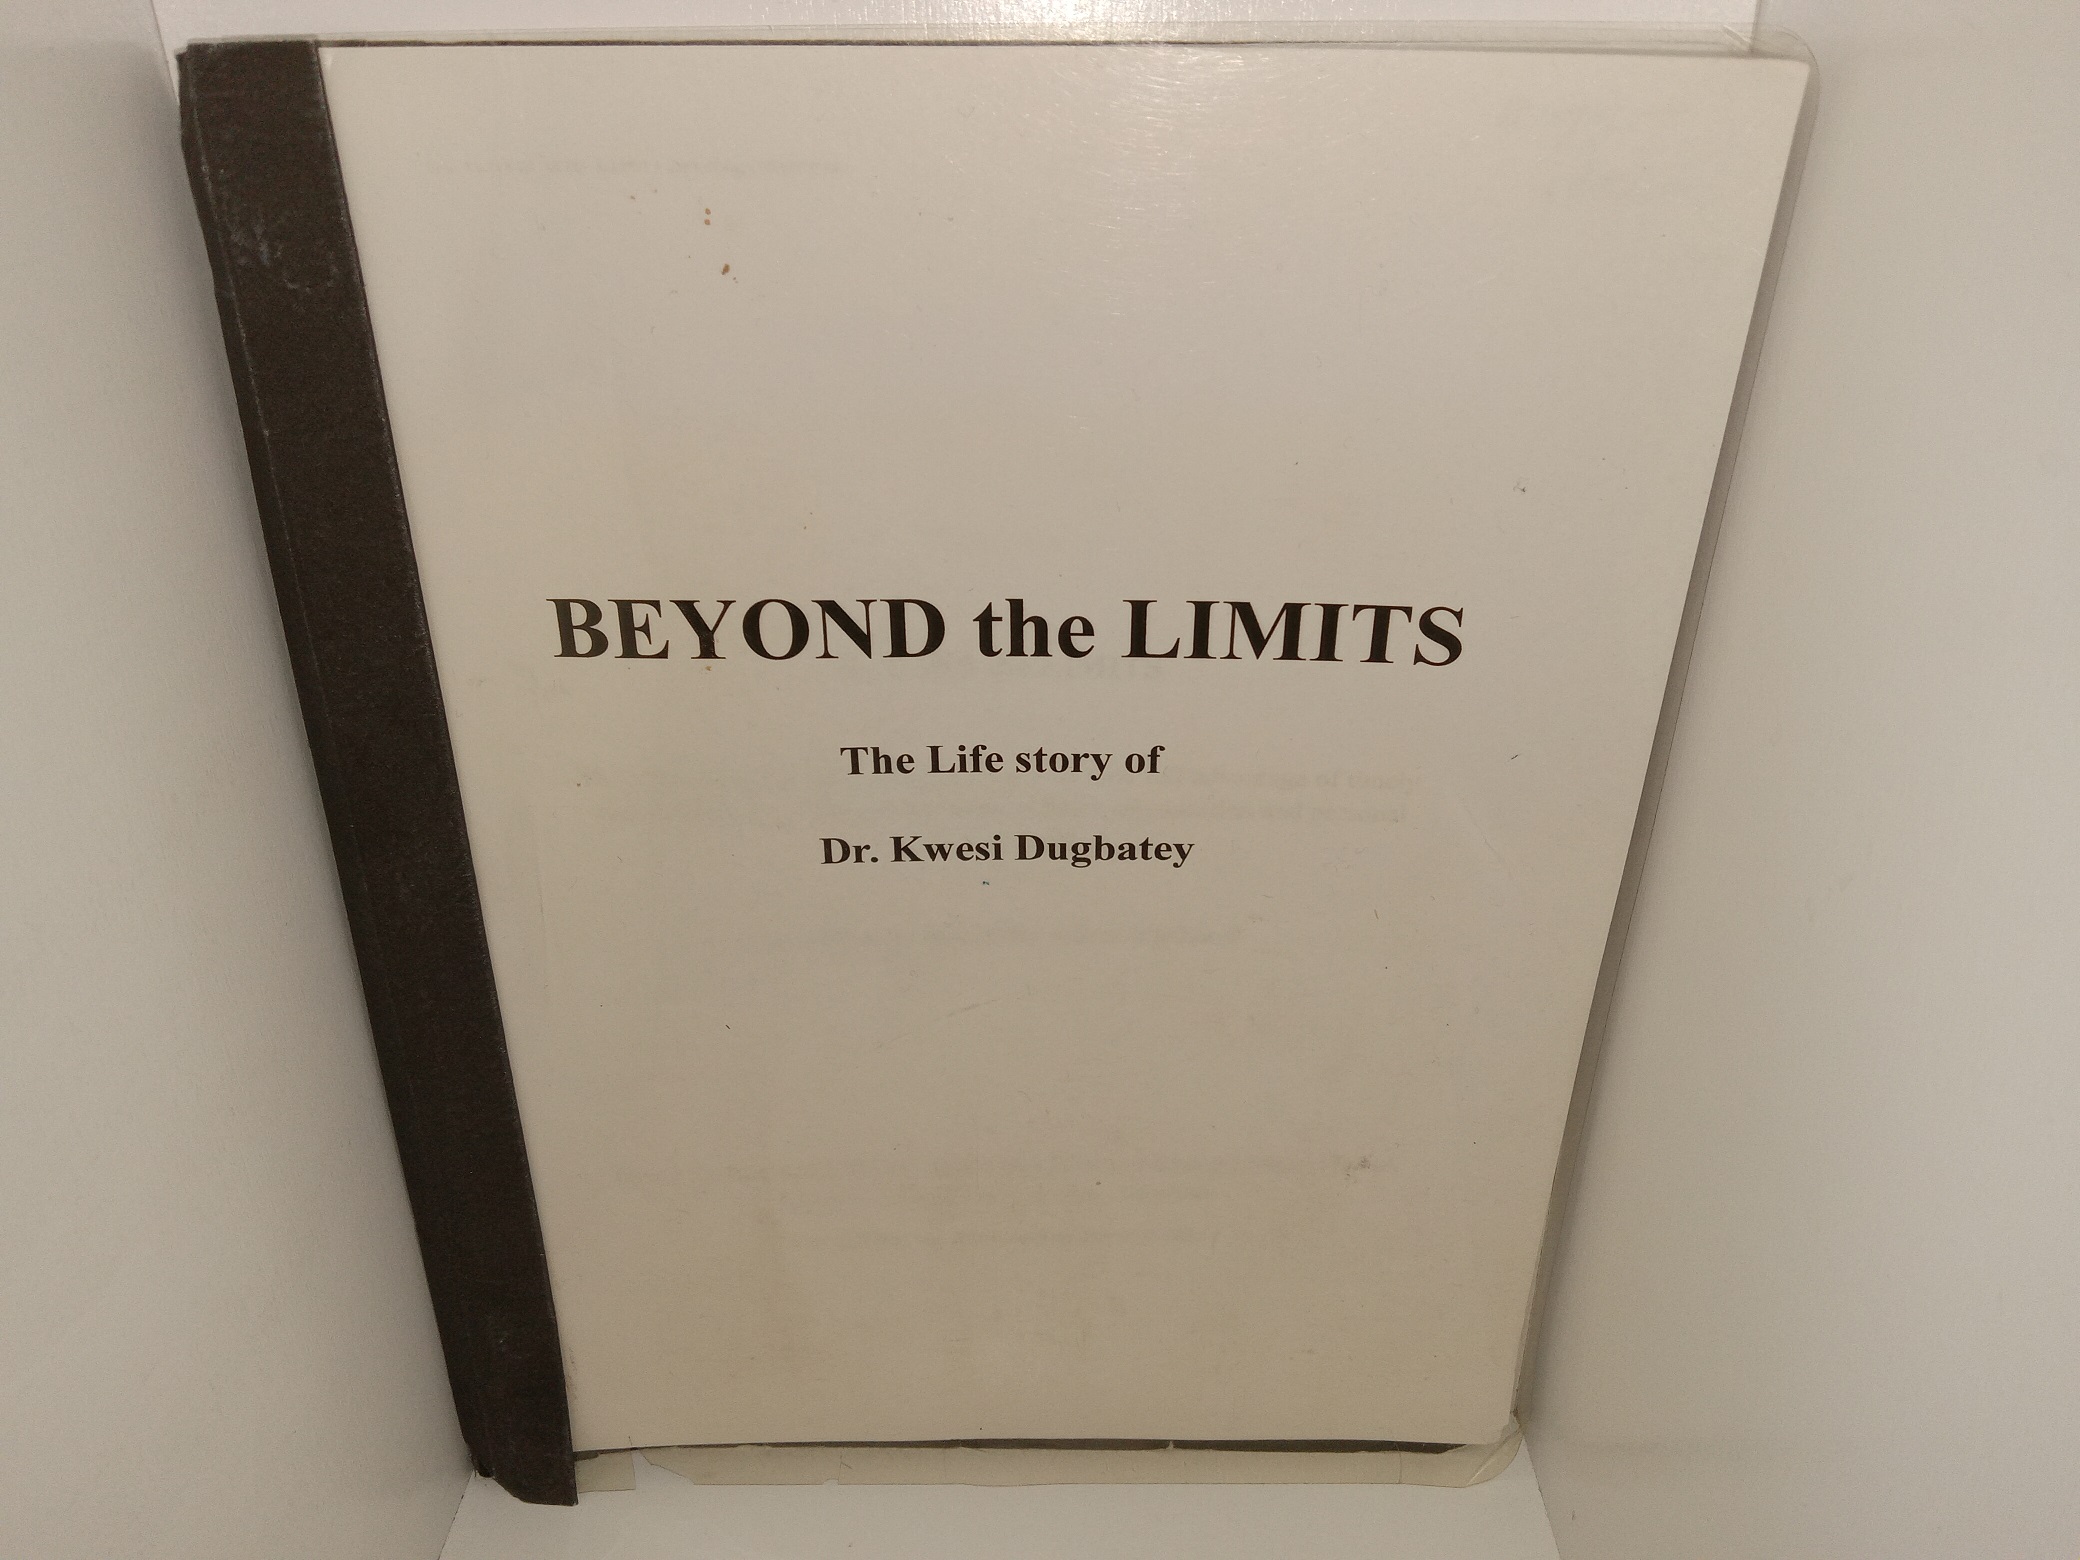 BEYOND the LIMITS
The Life story of
Dr. Kwesi Dugbatey